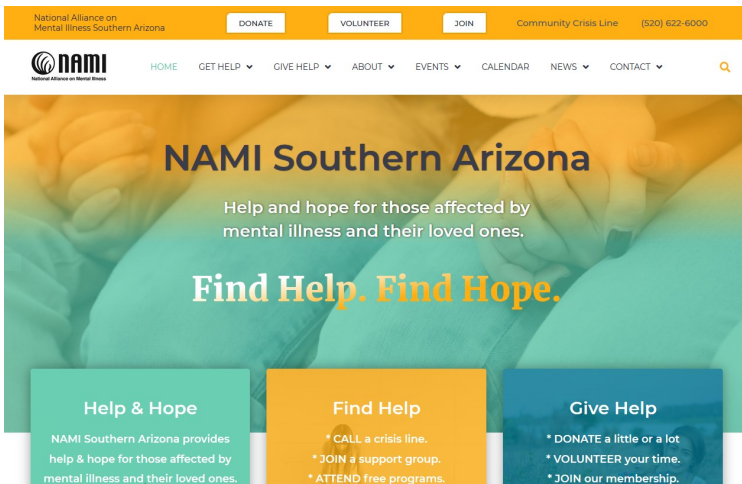 National Alliance on
Mental Illness Southern Arizona
DONATE
VOLUNTEER
JOIN
Community Crisis Line
(520) 622-6000
nami
National Alliance on Mental Illness
HOME
GET HELP
GIVE HELP
ABOUT
EVENTS
CALENDAR
NEWS
CONTACT
NAMI Southern Arizona
Help and hope for those affected by
mental illness and their loved ones.
Find Help. Find Hope.
Help & Hope
NAMI Southern Arizona provides
help & hope for those affected by
mental illness and their loved ones.
Find Help
* CALL a crisis line.
* JOIN a support group.
* ATTEND free programs.
Give Help
* DONATE a little or a lot
* VOLUNTEER your time.
* JOIN our membership.